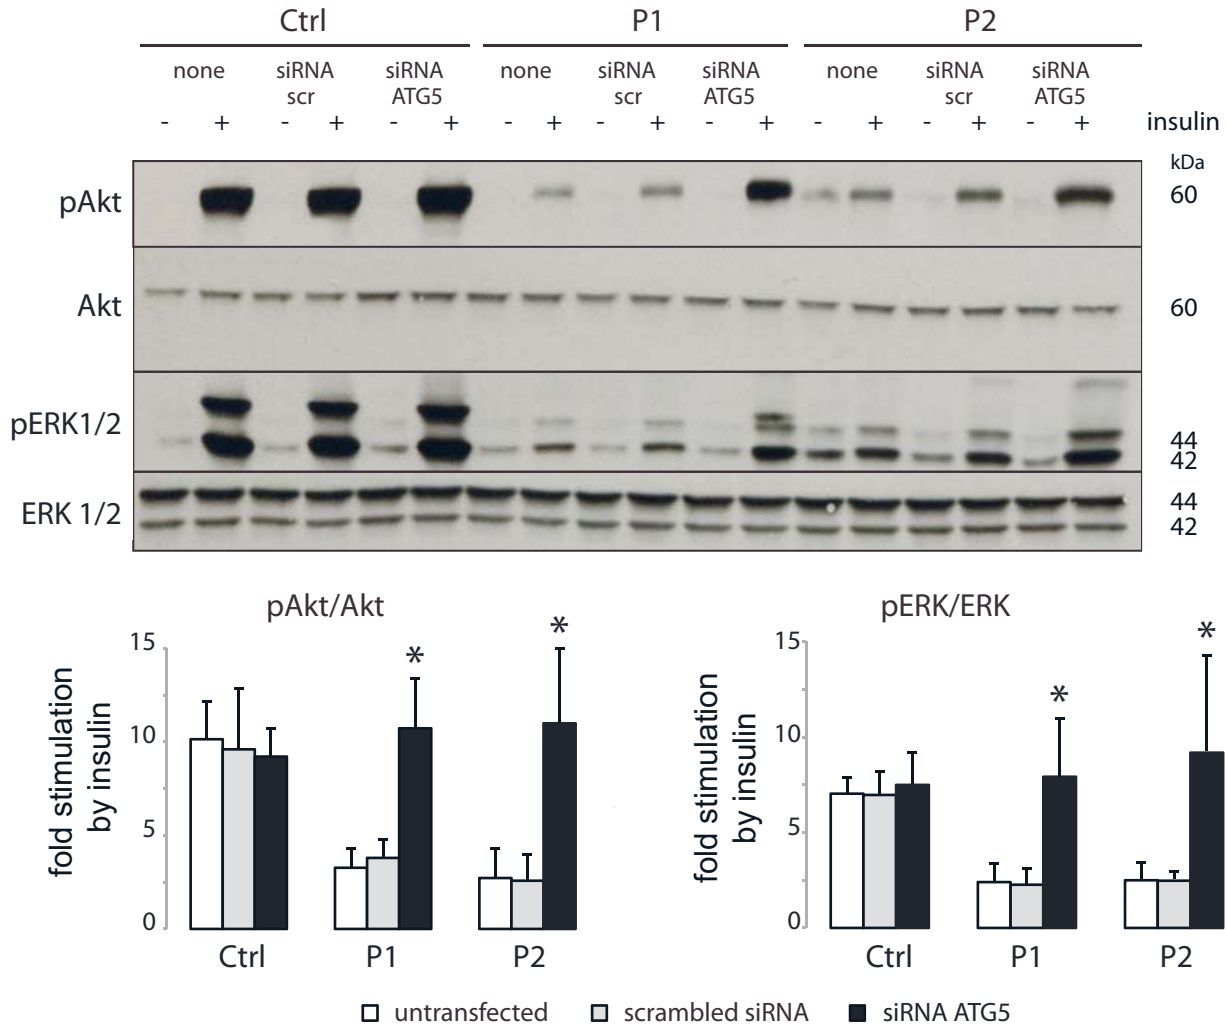 Ctrl P1 P2
none siRNA siRNA none siRNA siRNA none siRNA siRNA
scr ATG5 scr ATG5 scr ATG5
- + - + - + - + - + - + - + - + - + insulin
kDa
pAkt 60
Akt 60
pERK1/2 44
42
ERK 1/2 44
42
pAkt/Akt
fold stimulation
by insulin
15
10
5
0
*
*
Ctrl P1 P2
pERK/ERK
fold stimulation
by insulin
15
10
5
0
*
*
Ctrl P1 P2
untransfected scrambled siRNA siRNA ATG5